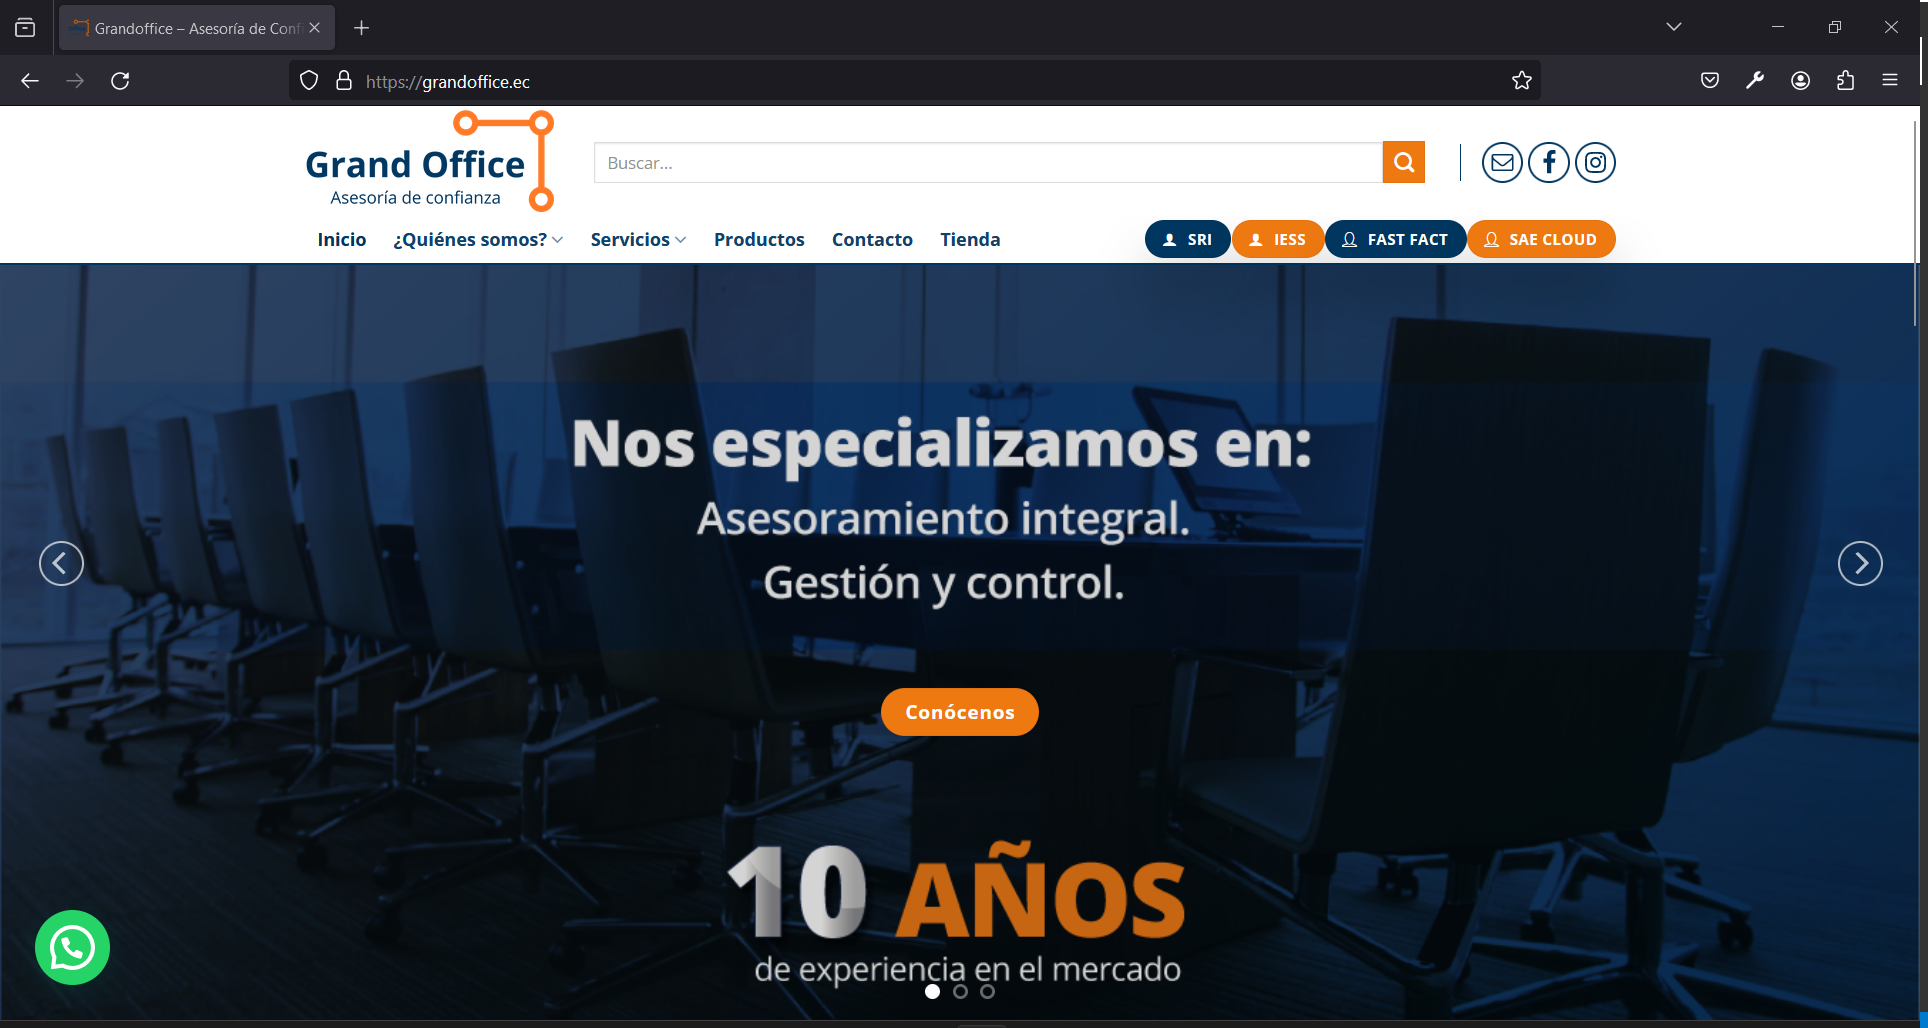 Grandoffice – Asesoría de Conf
https://grandoffice.ec
Grand Office
Asesoría de confianza
Buscar...
Inicio
¿Quiénes somos?
Servicios
Productos
Contacto
Tienda
SRI
IESS
FAST FACT
SAE CLOUD
Nos especializamos en:
Asesoramiento integral.
Gestión y control.
Conócenos
10 AÑOS
de experiencia en el mercado